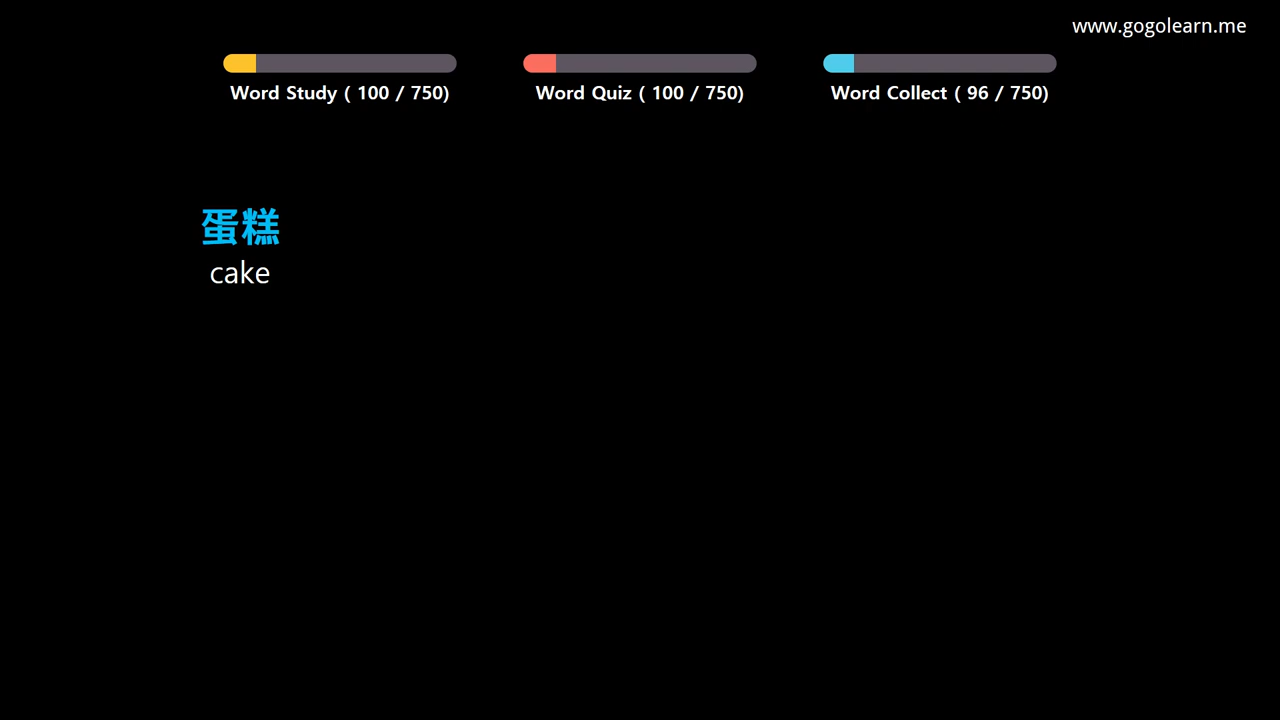 www.gogolearn.me
Word Study ( 100 / 750)
Word Quiz ( 100 / 750)
Word Collect ( 96 / 750)
蛋糕
cake